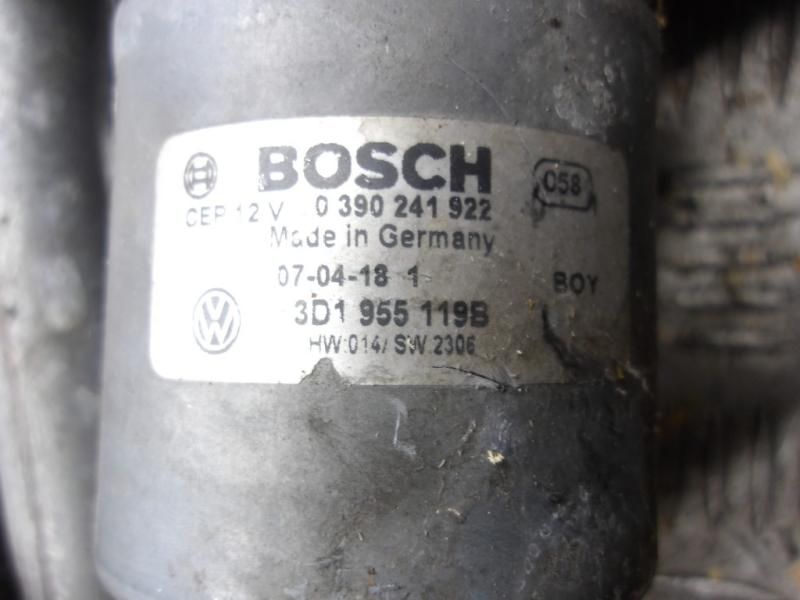 BOSCH
058
CEP 12 V 0 390 241 922
Made in Germany
07-04-18 1
BOY
3D1 955 119B
HW:014/ SW:2306